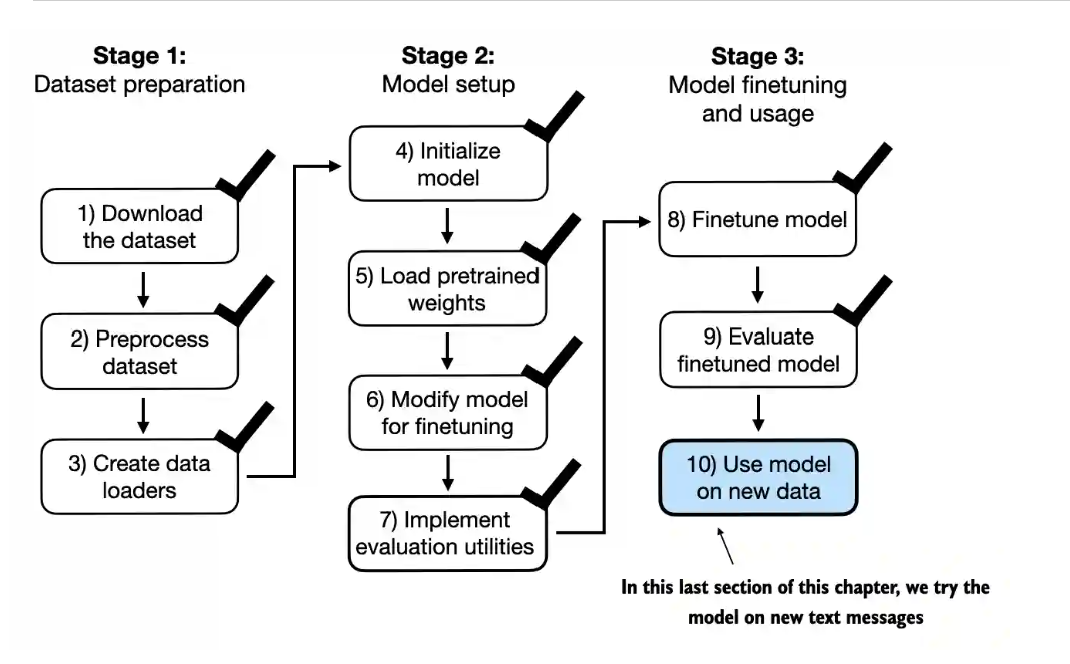 Stage 1:
Dataset preparation
1) Download
the dataset
2) Preprocess
dataset
3) Create data
loaders
Stage 2:
Model setup
4) Initialize
model
5) Load pretrained
weights
6) Modify model
for finetuning
7) Implement
evaluation utilities
Stage 3:
Model finetuning
and usage
8) Finetune model
9) Evaluate
finetuned model
10) Use model
on new data
In this last section of this chapter, we try the
model on new text messages